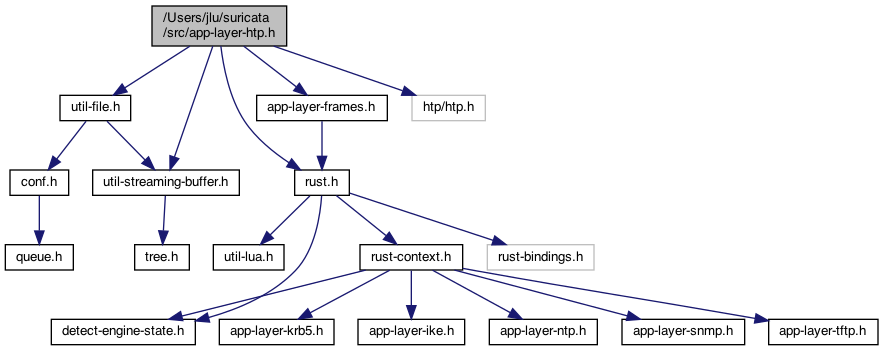 /Users/jlu/suricata
/src/app-layer-htp.h
util-file.h
app-layer-frames.h
htp/htp.h
conf.h
util-streaming-buffer.h
rust.h
queue.h
tree.h
util-lua.h
rust-context.h
rust-bindings.h
detect-engine-state.h
app-layer-krb5.h
app-layer-ike.h
app-layer-ntp.h
app-layer-snmp.h
app-layer-tftp.h